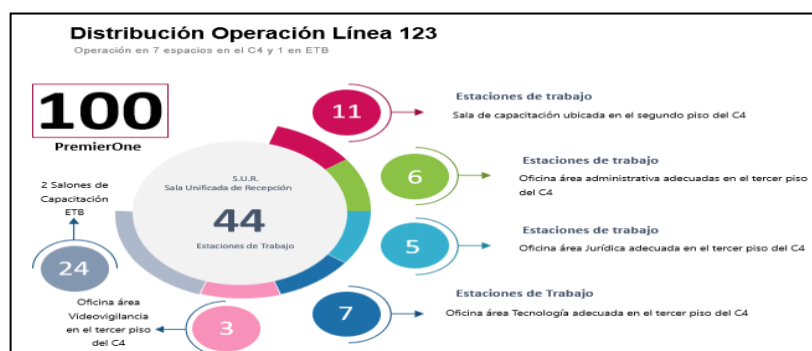 Distribución Operación Línea 123
Operación en 7 espacios en el C4 y 1 en ETB
100
PremierOne
11
Estaciones de trabajo
Sala de capacitación ubicada en el segundo piso del C4
6
Estaciones de trabajo
Oficina área administrativa adecuadas en el tercer piso
del C4
5
Estaciones de trabajo
Oficina área Jurídica adecuada en el tercer piso del C4
7
Estaciones de Trabajo
Oficina área Tecnología adecuada en el tercer piso del C4
S.U.R.
Sala Unificada de Recepción
44
Estaciones de Trabajo
2 Salones de
Capacitación
ETB
24
Oficina área
Videovigilancia
en el tercer piso
del C4
3